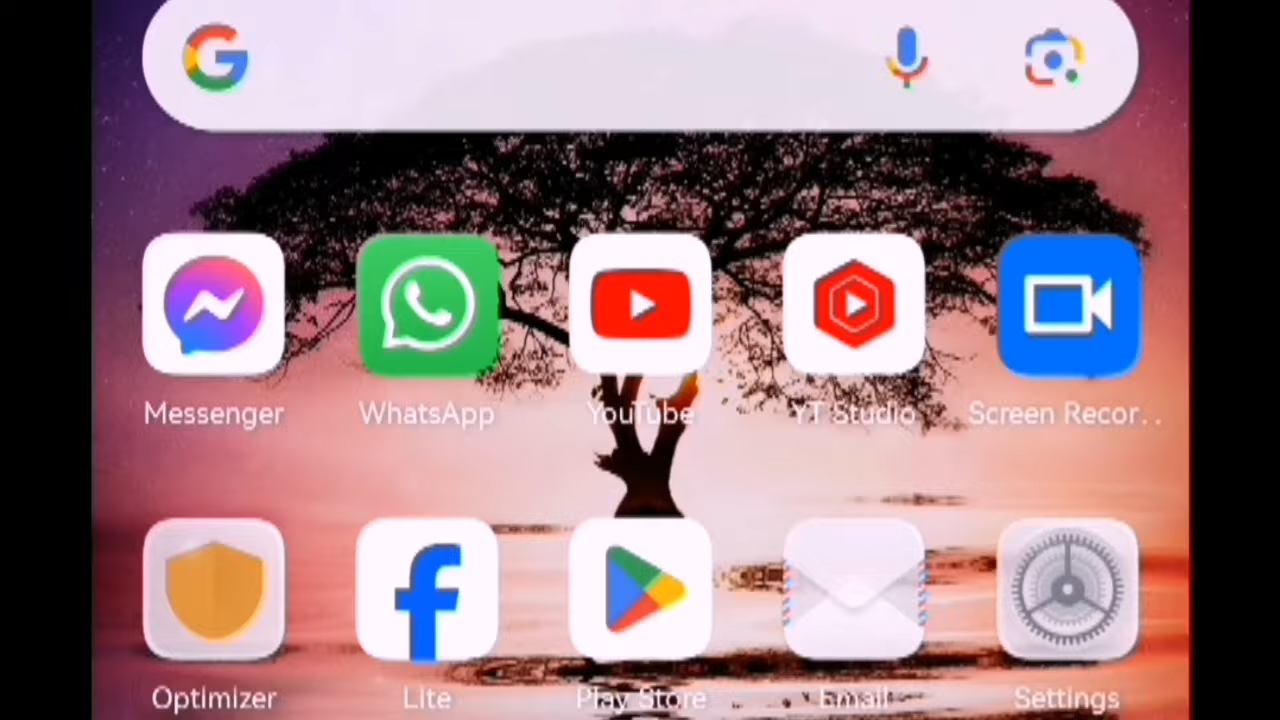 G
Messenger WhatsApp YouTube YT Studio Screen Recor..
Optimizer Lite Play Store Email Settings